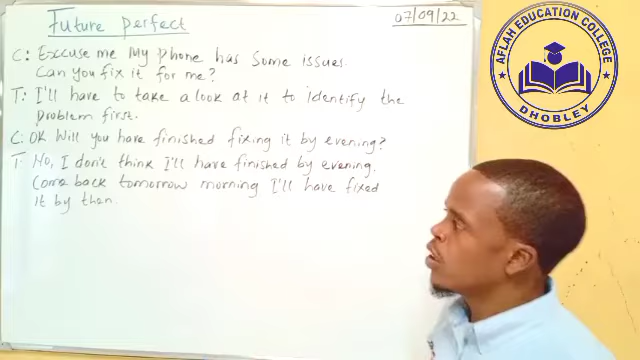 Future perfect
07/09/22
C: Exccuse me My phone has some issues.
Can you fix it for me?
T: I'll have to take a look at it to identify the
problem first.
C: OK Will you have finished fixing it by evening?
T: No, I don't think I'll have finished by evening.
Come back tomorrow morning I'll have fixed
it by then.
AFLAH EDUCATION COLLEGE
DHOBLEY